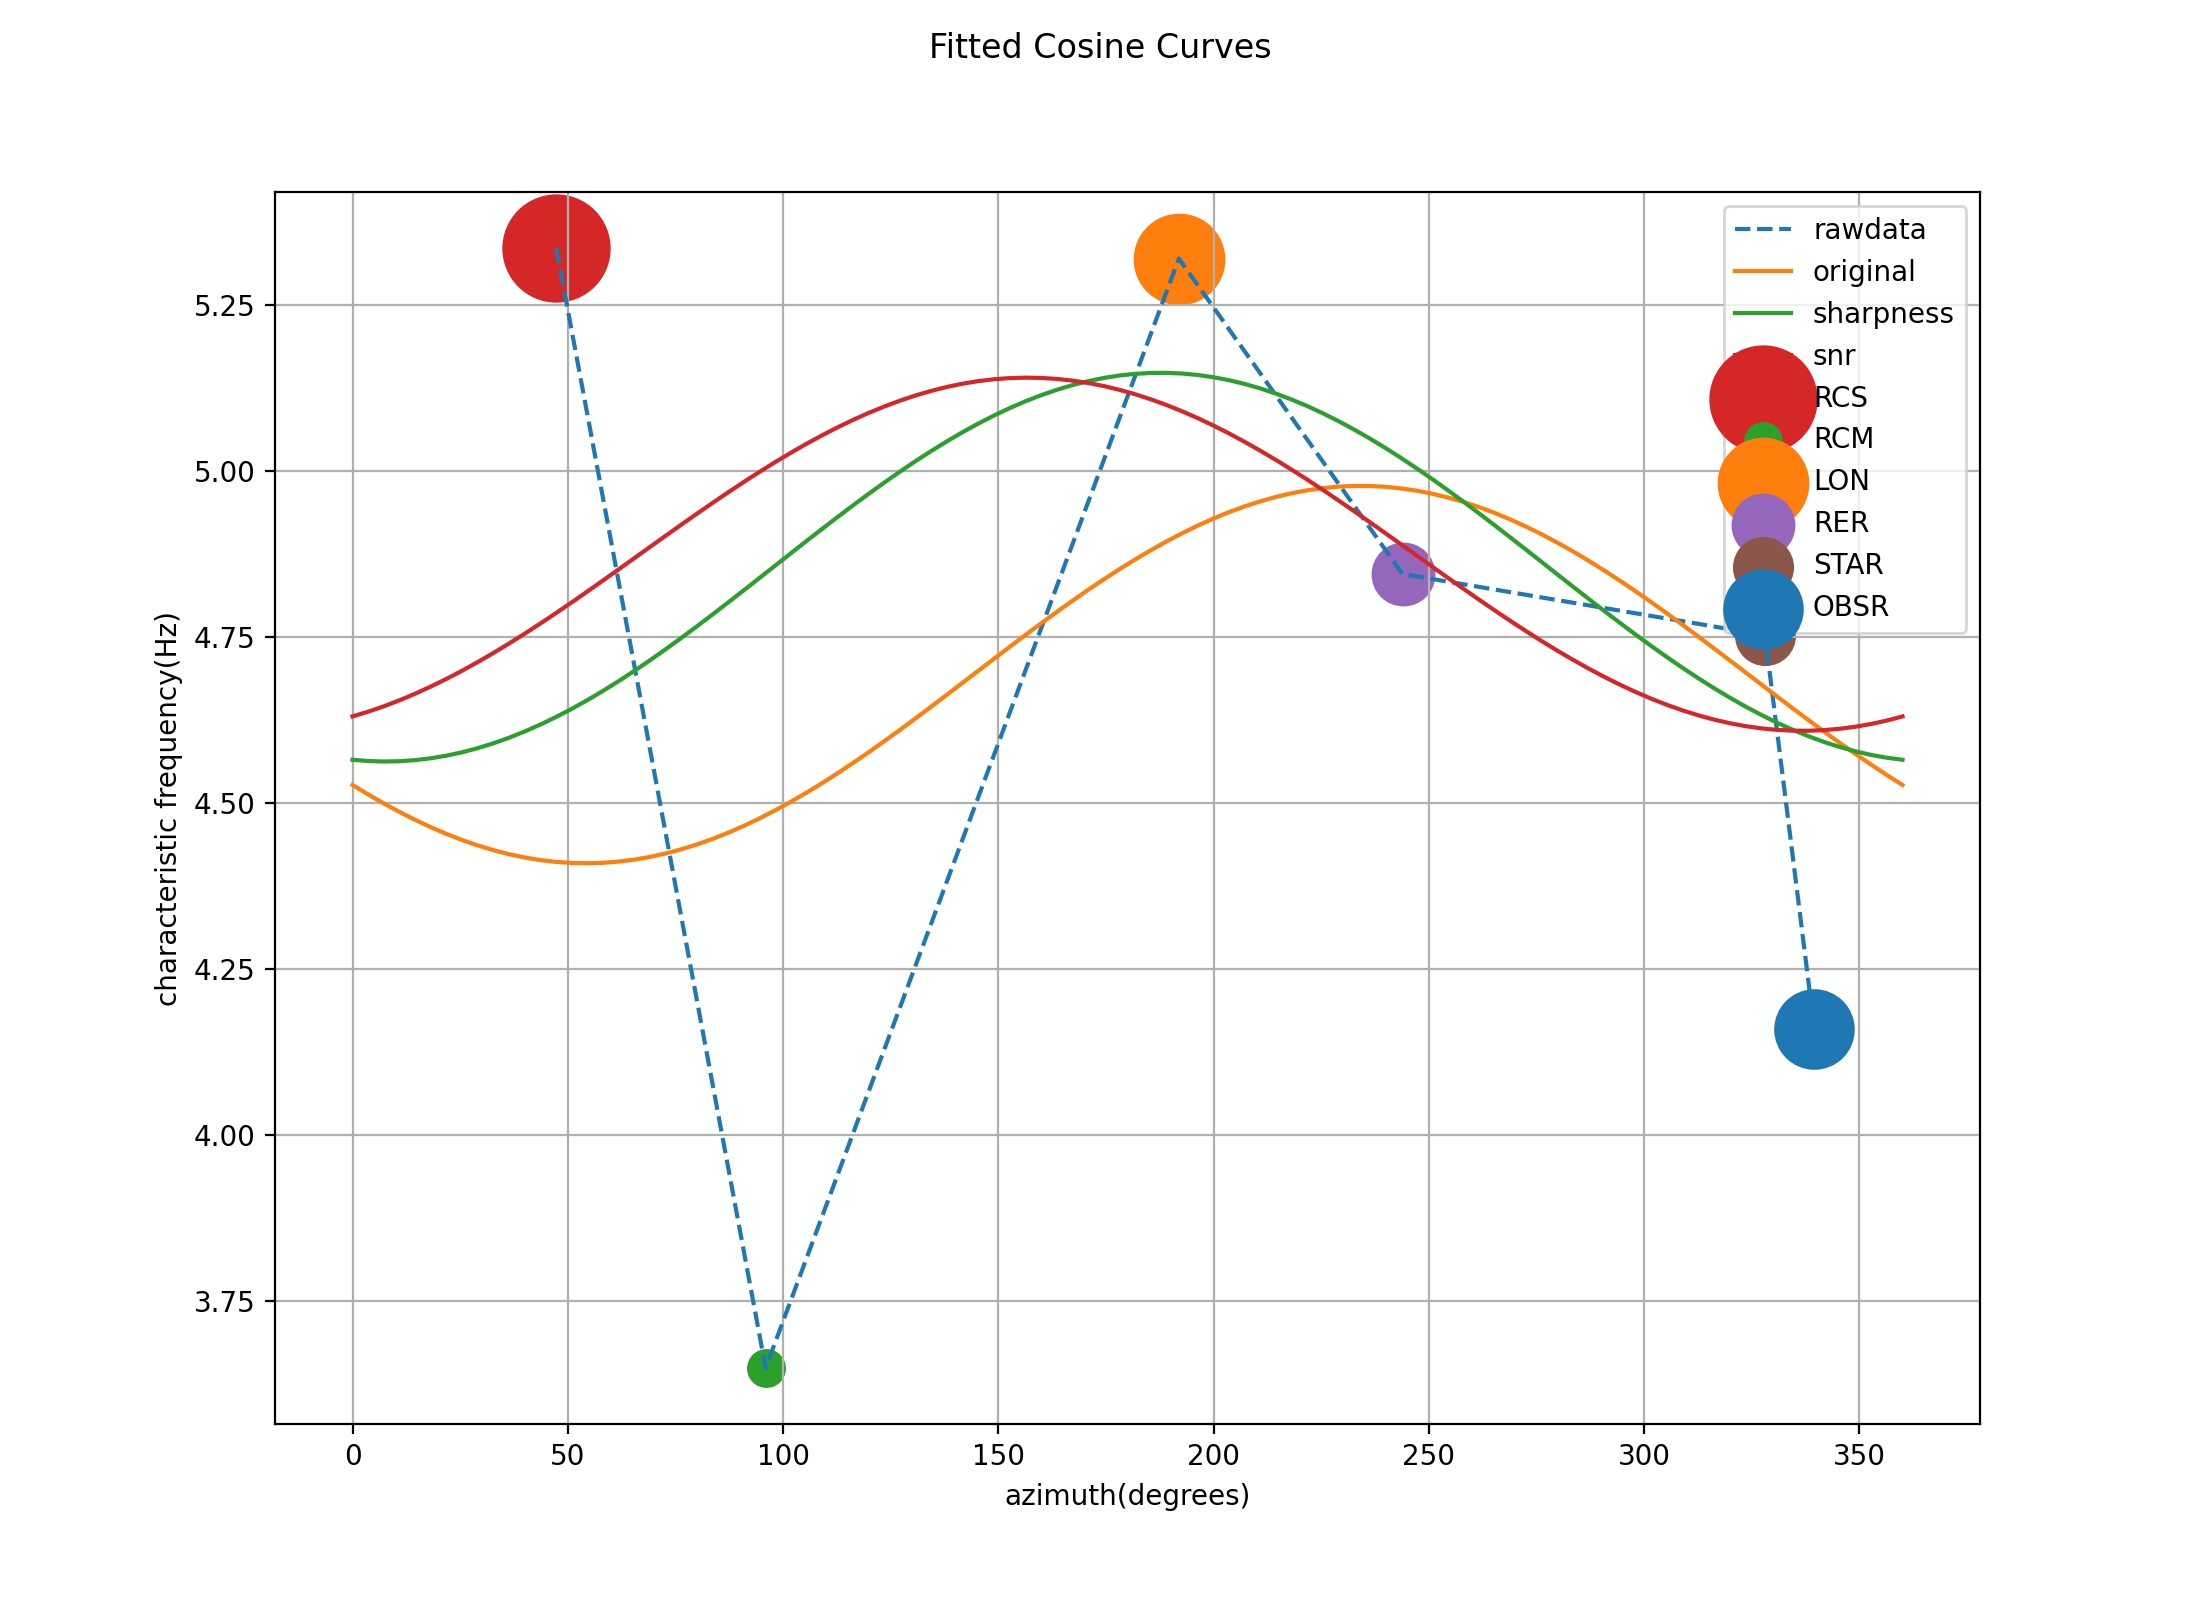 Fitted Cosine Curves
rawdata
original
sharpness
snr
RCS
RCM
LON
RER
STAR
OBSR
characteristic frequency(Hz)
5.25
5.00
4.75
4.50
4.25
4.00
3.75
0 50 100 150 200 250 300 350
azimuth(degrees)